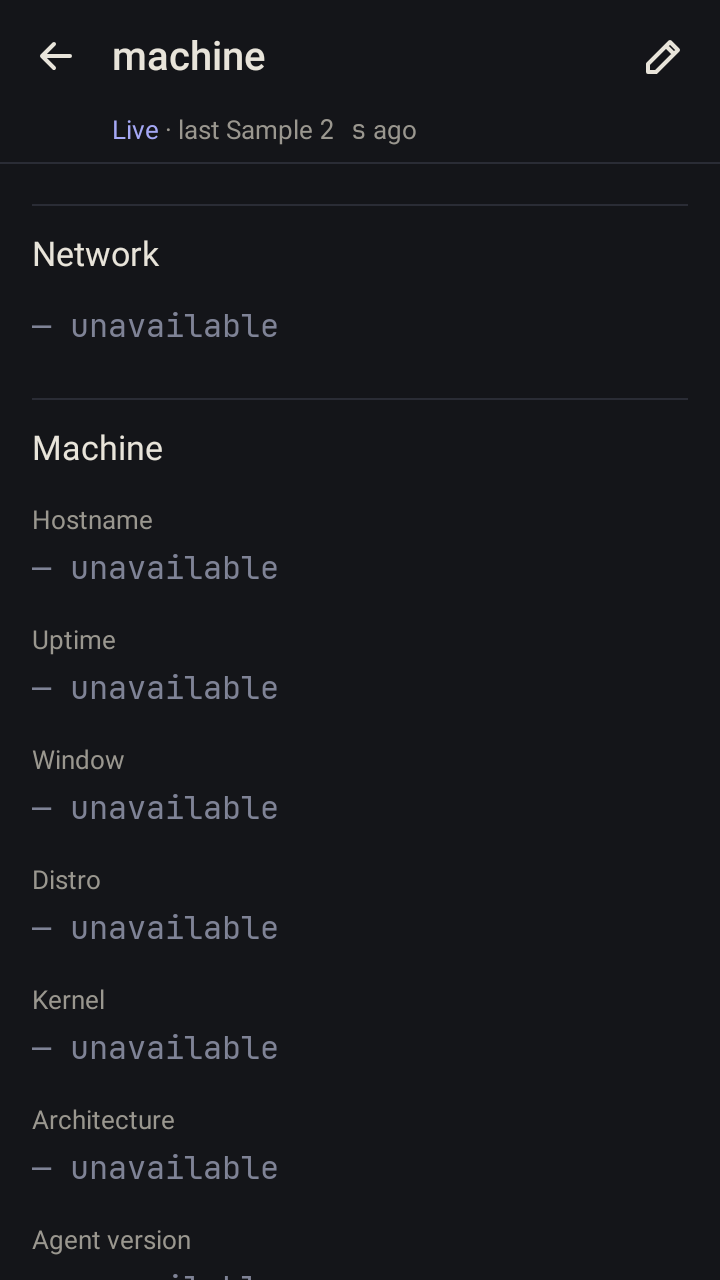 machine
Live · last Sample 2 s ago
Network
— unavailable
Machine
Hostname
— unavailable
Uptime
— unavailable
Window
— unavailable
Distro
— unavailable
Kernel
— unavailable
Architecture
— unavailable
Agent version